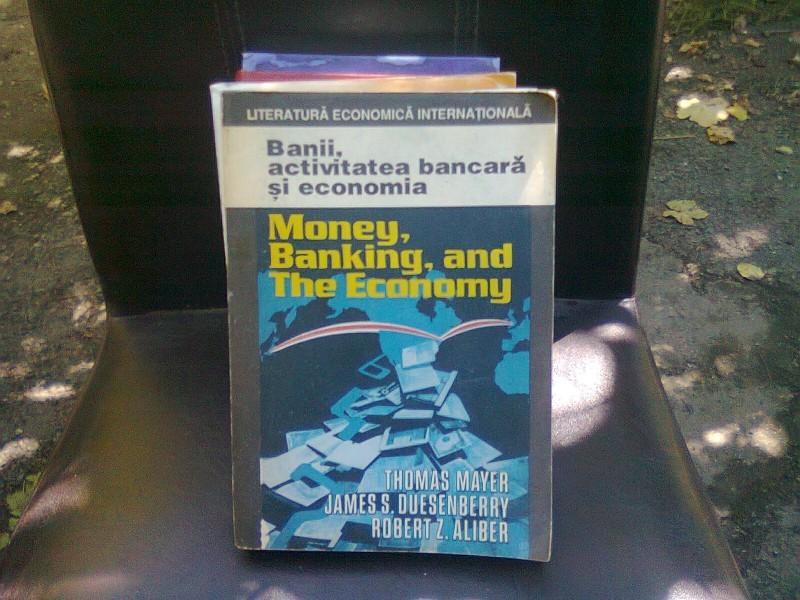 LITERATURĂ ECONOMICĂ INTERNAȚIONALĂ
Banii,
activitatea bancară
și economia
Money,
Banking, and
The Economy
THOMAS MAYER
JAMES S. DUESENBERRY
ROBERT Z. ALIBER